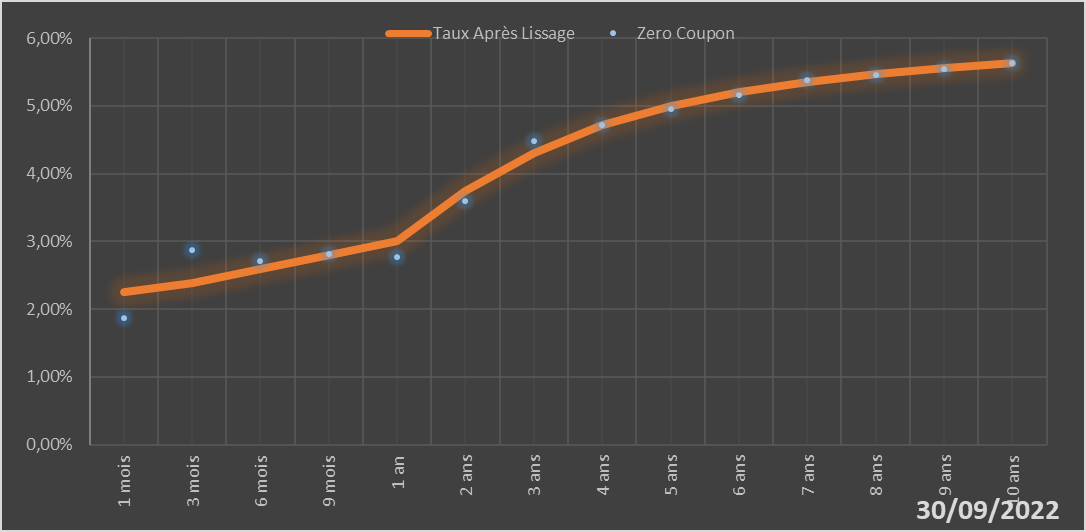 Taux Après Lissage Zero Coupon
6,00%
5,00%
4,00%
3,00%
2,00%
1,00%
0,00%
1 mois
3 mois
6 mois
9 mois
1 an
2 ans
3 ans
4 ans
5 ans
6 ans
7 ans
8 ans
9 ans
10 ans
30/09/2022